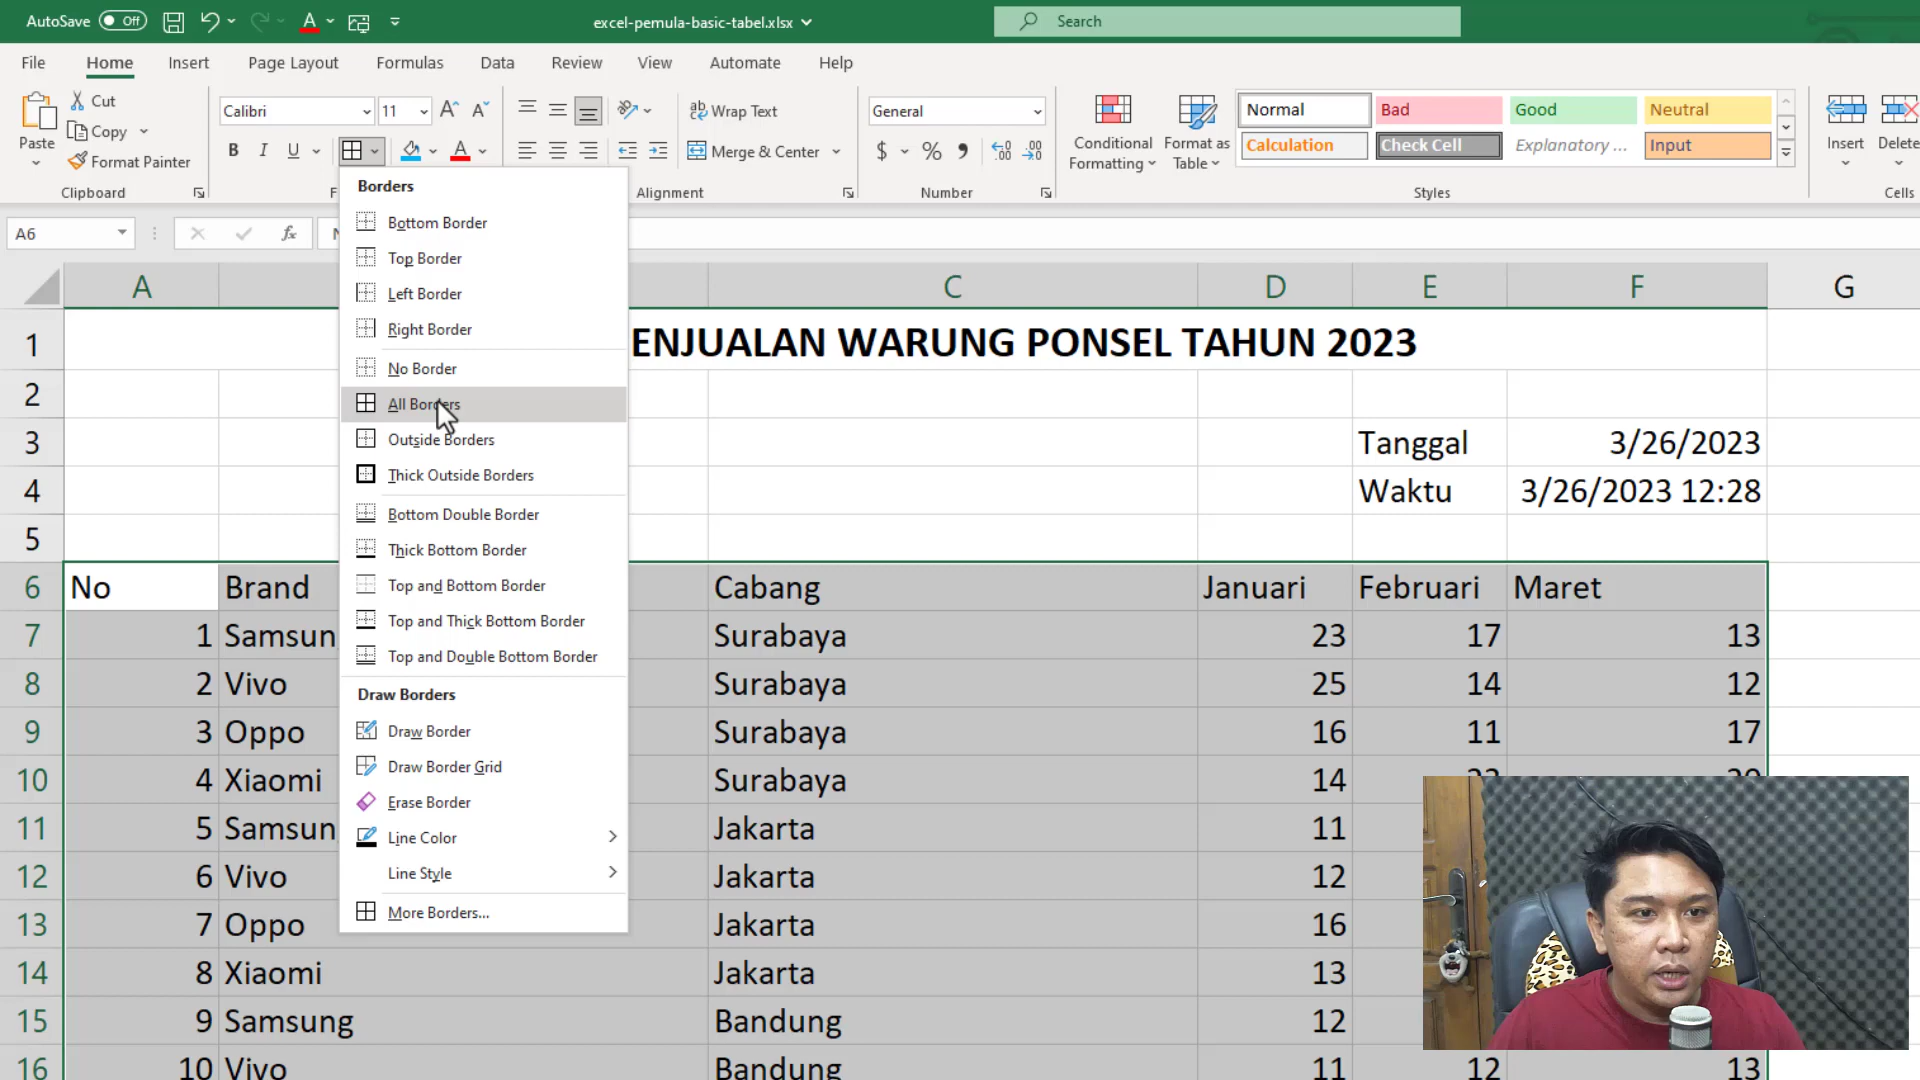 AutoSave Off
excel-pemula-basic-tabel.xlsx
Search
File Home Insert Page Layout Formulas Data Review View Automate Help
Paste
Cut
Copy
Format Painter
Clipboard
Calibri 11
B I U
Wrap Text
Merge & Center
Alignment
General
$ %
Number
Conditional Formatting
Format as Table
Normal Bad Good Neutral
Calculation Check Cell Explanatory ... Input
Styles
Insert Delete
Cells
A6
fx
Borders
Bottom Border
Top Border
Left Border
Right Border
No Border
All Borders
Outside Borders
Thick Outside Borders
Bottom Double Border
Thick Bottom Border
Top and Bottom Border
Top and Thick Bottom Border
Top and Double Bottom Border
Draw Borders
Draw Border
Draw Border Grid
Erase Border
Line Color
Line Style
More Borders...
A C D E F G
1 ENJUALAN WARUNG PONSEL TAHUN 2023
2
3 Tanggal 3/26/2023
4 Waktu 3/26/2023 12:28
5
6 No Brand Cabang Januari Februari Maret
7 1 Samsun Surabaya 23 17 13
8 2 Vivo Surabaya 25 14 12
9 3 Oppo Surabaya 16 11 17
10 4 Xiaomi Surabaya 14
11 5 Samsun Jakarta 11
12 6 Vivo Jakarta 12
13 7 Oppo Jakarta 16
14 8 Xiaomi Jakarta 13
15 9 Samsung Bandung 12
16 10 Vivo Bandung 11 12 13